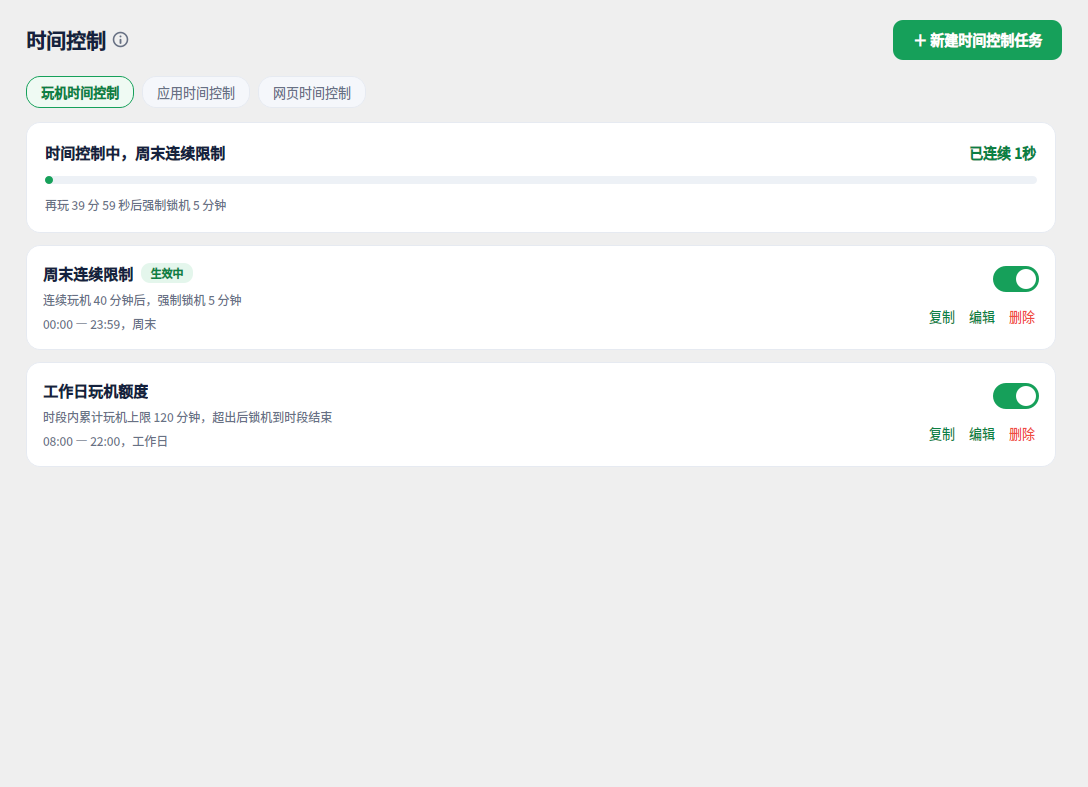 时间控制
+ 新建时间控制任务
玩机时间控制 应用时间控制 网页时间控制
时间控制中，周末连续限制
已连续 1秒
再玩 39 分 59 秒后强制锁机 5 分钟
周末连续限制 生效中
连续玩机 40 分钟后，强制锁机 5 分钟
00:00 — 23:59，周末
复制 编辑 删除
工作日玩机额度
时段内累计玩机上限 120 分钟，超出后锁机到时段结束
08:00 — 22:00，工作日
复制 编辑 删除